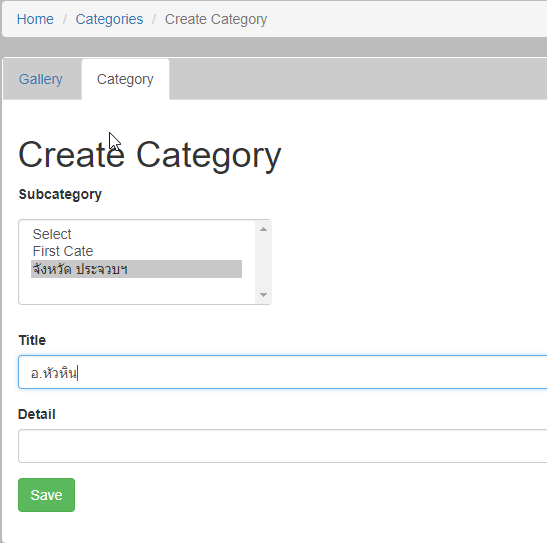 Home / Categories / Create Category
Gallery Category
Create Category
Subcategory
Select
First Cate
จังหวัด ประจวบฯ
Title
อ.หัวหิน
Detail
Save